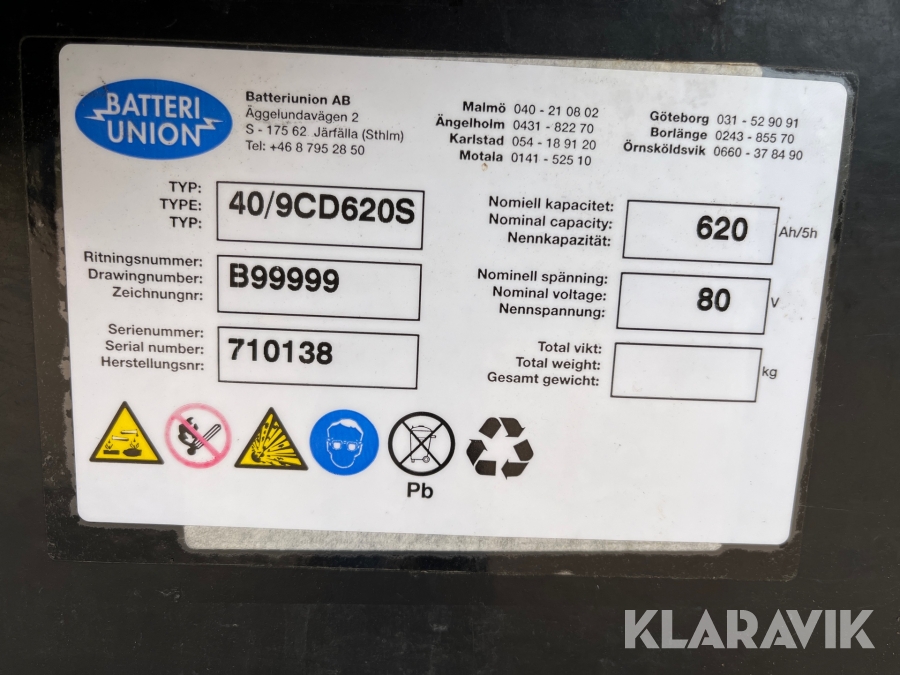 BATTERI
UNION
Batteriunion AB
Äggelundavägen 2
S - 175 62 Järfälla (Sthlm)
Tel: +46 8 795 28 50
Malmö 040 - 21 08 02
Ängelholm 0431 - 822 70
Karlstad 054 - 18 91 20
Motala 0141 - 525 10
Göteborg 031 - 52 90 91
Borlänge 0243 - 855 70
Örnsköldsvik 0660 - 37 84 90
TYP:
TYPE:
TYP:
40/9CD620S
Ritningsnummer:
Drawingnumber:
Zeichnungnr:
B99999
Serienummer:
Serial number:
Herstellungsnr:
710138
Nomiell kapacitet:
Nominal capacity:
Nennkapazität:
620 Ah/5h
Nominell spänning:
Nominal voltage:
Nennspannung:
80 V
Total vikt:
Total weight:
Gesamt gewicht:
kg
Pb
KLARAVIK